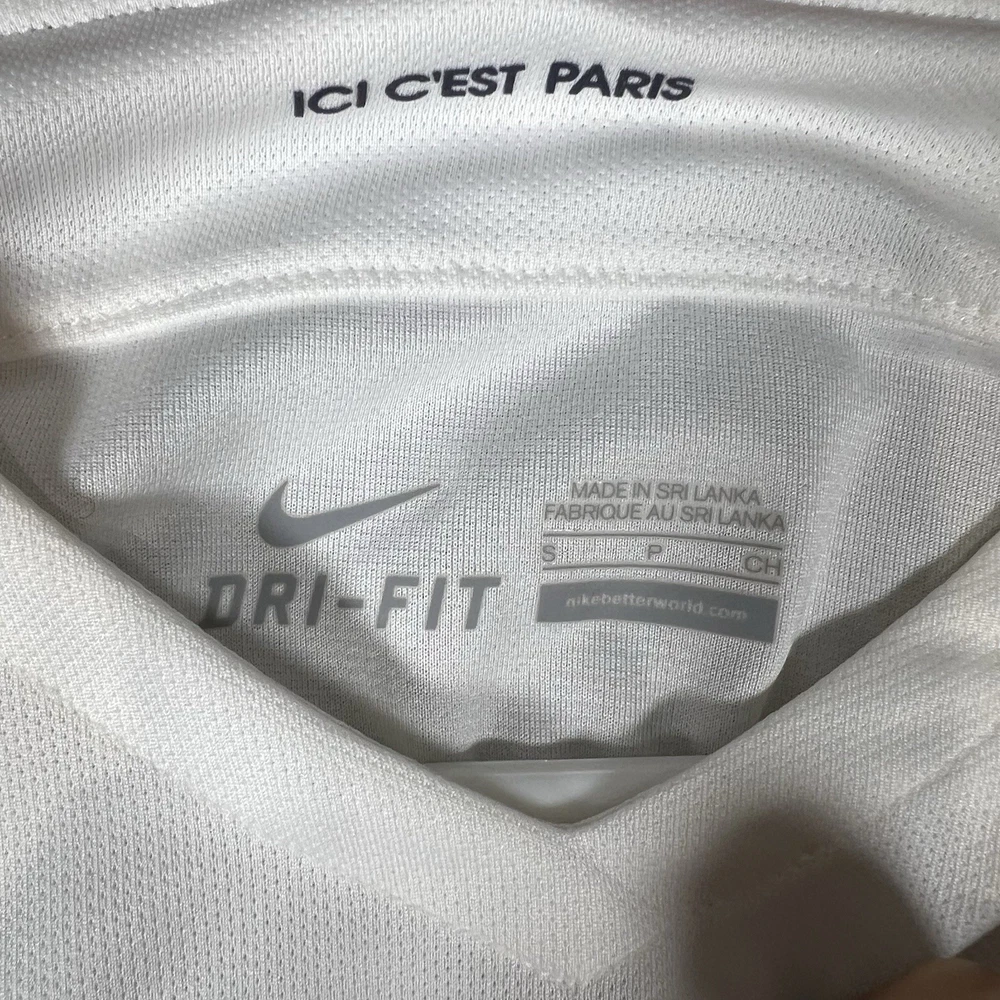 ICI C'EST PARIS
DRI-FIT
MADE IN SRI LANKA
FABRIQUE AU SRI LANKA
S P CH
nikebetterworld.com